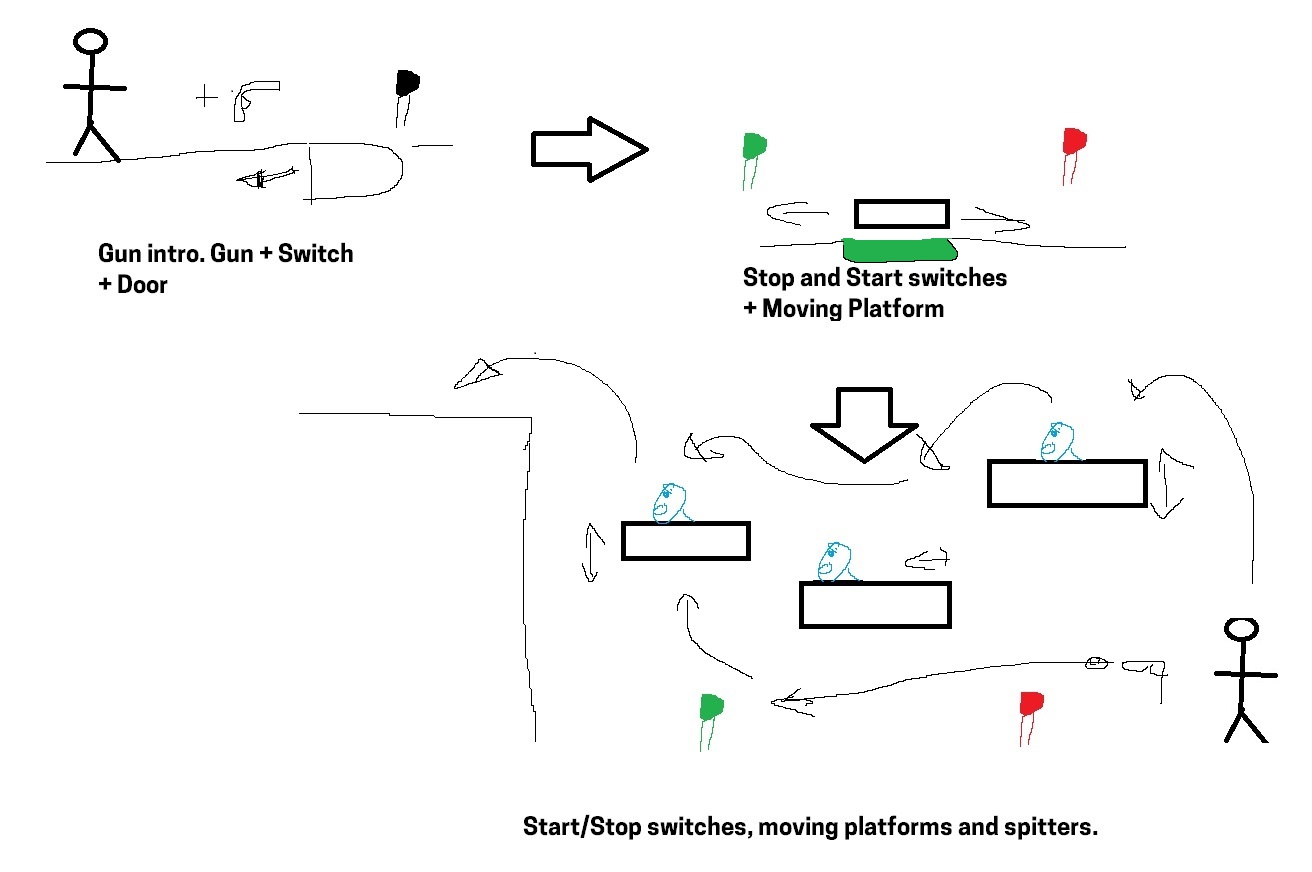 Gun intro. Gun + Switch
+ Door
Stop and Start switches
+ Moving Platform
Start/Stop switches, moving platforms and spitters.